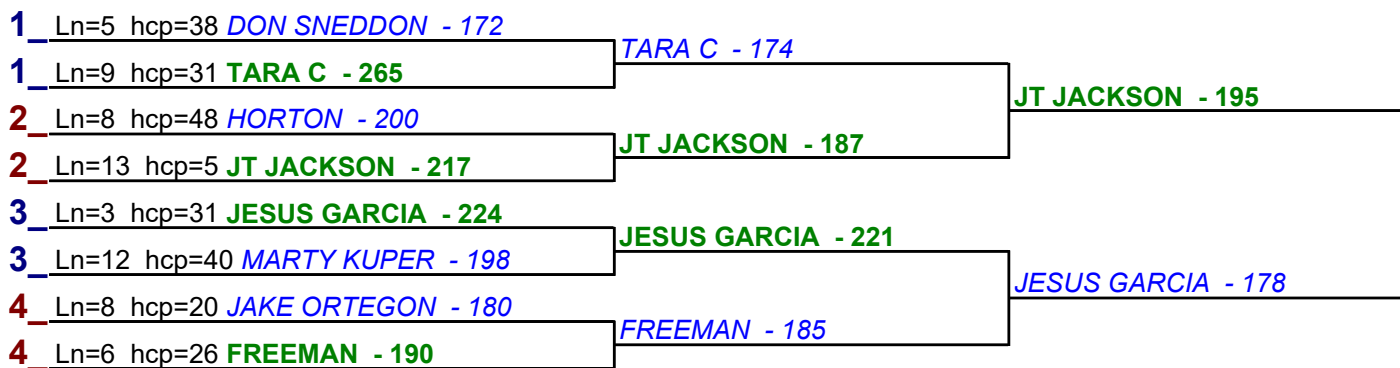 1_ Ln=5 hcp=38 DON SNEDDON - 172
TARA C - 174
1_ Ln=9 hcp=31 TARA C - 265
JT JACKSON - 195
2_ Ln=8 hcp=48 HORTON - 200
JT JACKSON - 187
2_ Ln=13 hcp=5 JT JACKSON - 217
3_ Ln=3 hcp=31 JESUS GARCIA - 224
JESUS GARCIA - 221
3_ Ln=12 hcp=40 MARTY KUPER - 198
JESUS GARCIA - 178
4_ Ln=8 hcp=20 JAKE ORTEGON - 180
FREEMAN - 185
4_ Ln=6 hcp=26 FREEMAN - 190